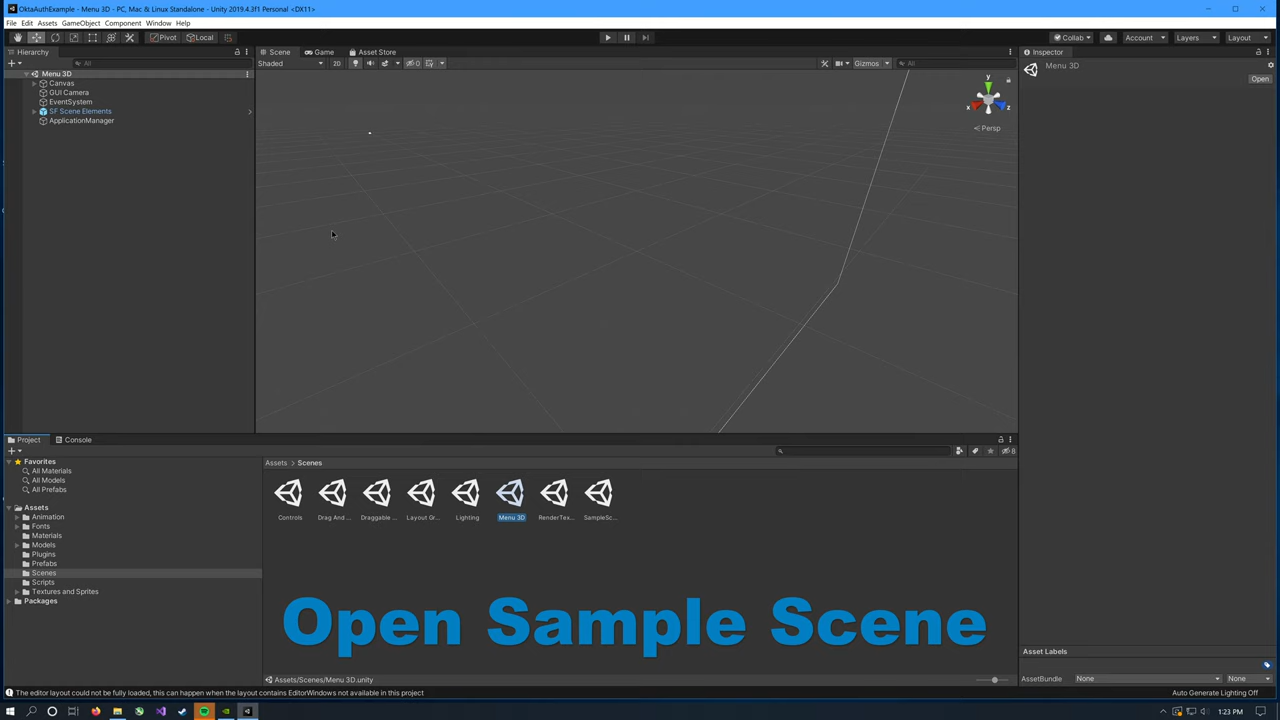 OktaAuthExample - Menu 3D - PC, Mac & Linux Standalone - Unity 2019.4.3f1 Personal <DX11>
File Edit Assets GameObject Component Window Help
Pivot Local Collab Account Layers Layout
Hierarchy
All
Menu 3D
Canvas
GUI Camera
EventSystem
SF Scene Elements
ApplicationManager
Scene Game Asset Store
Shaded 2D 0 Gizmos All
y
x z
Persp
Inspector
Menu 3D
Open
Project Console
8
Favorites
All Materials
All Models
All Prefabs
Assets
Animation
Fonts
Materials
Models
Plugins
Prefabs
Scenes
Scripts
Textures and Sprites
Packages
Assets Scenes
Controls Drag And ... Draggable ... Layout Gr... Lighting Menu 3D RenderTex... SampleSc...
Open Sample Scene
Assets/Scenes/Menu 3D.unity
Asset Labels
AssetBundle None None
The editor layout could not be fully loaded, this can happen when the layout contains EditorWindows not available in this project
Auto Generate Lighting Off
1:23 PM